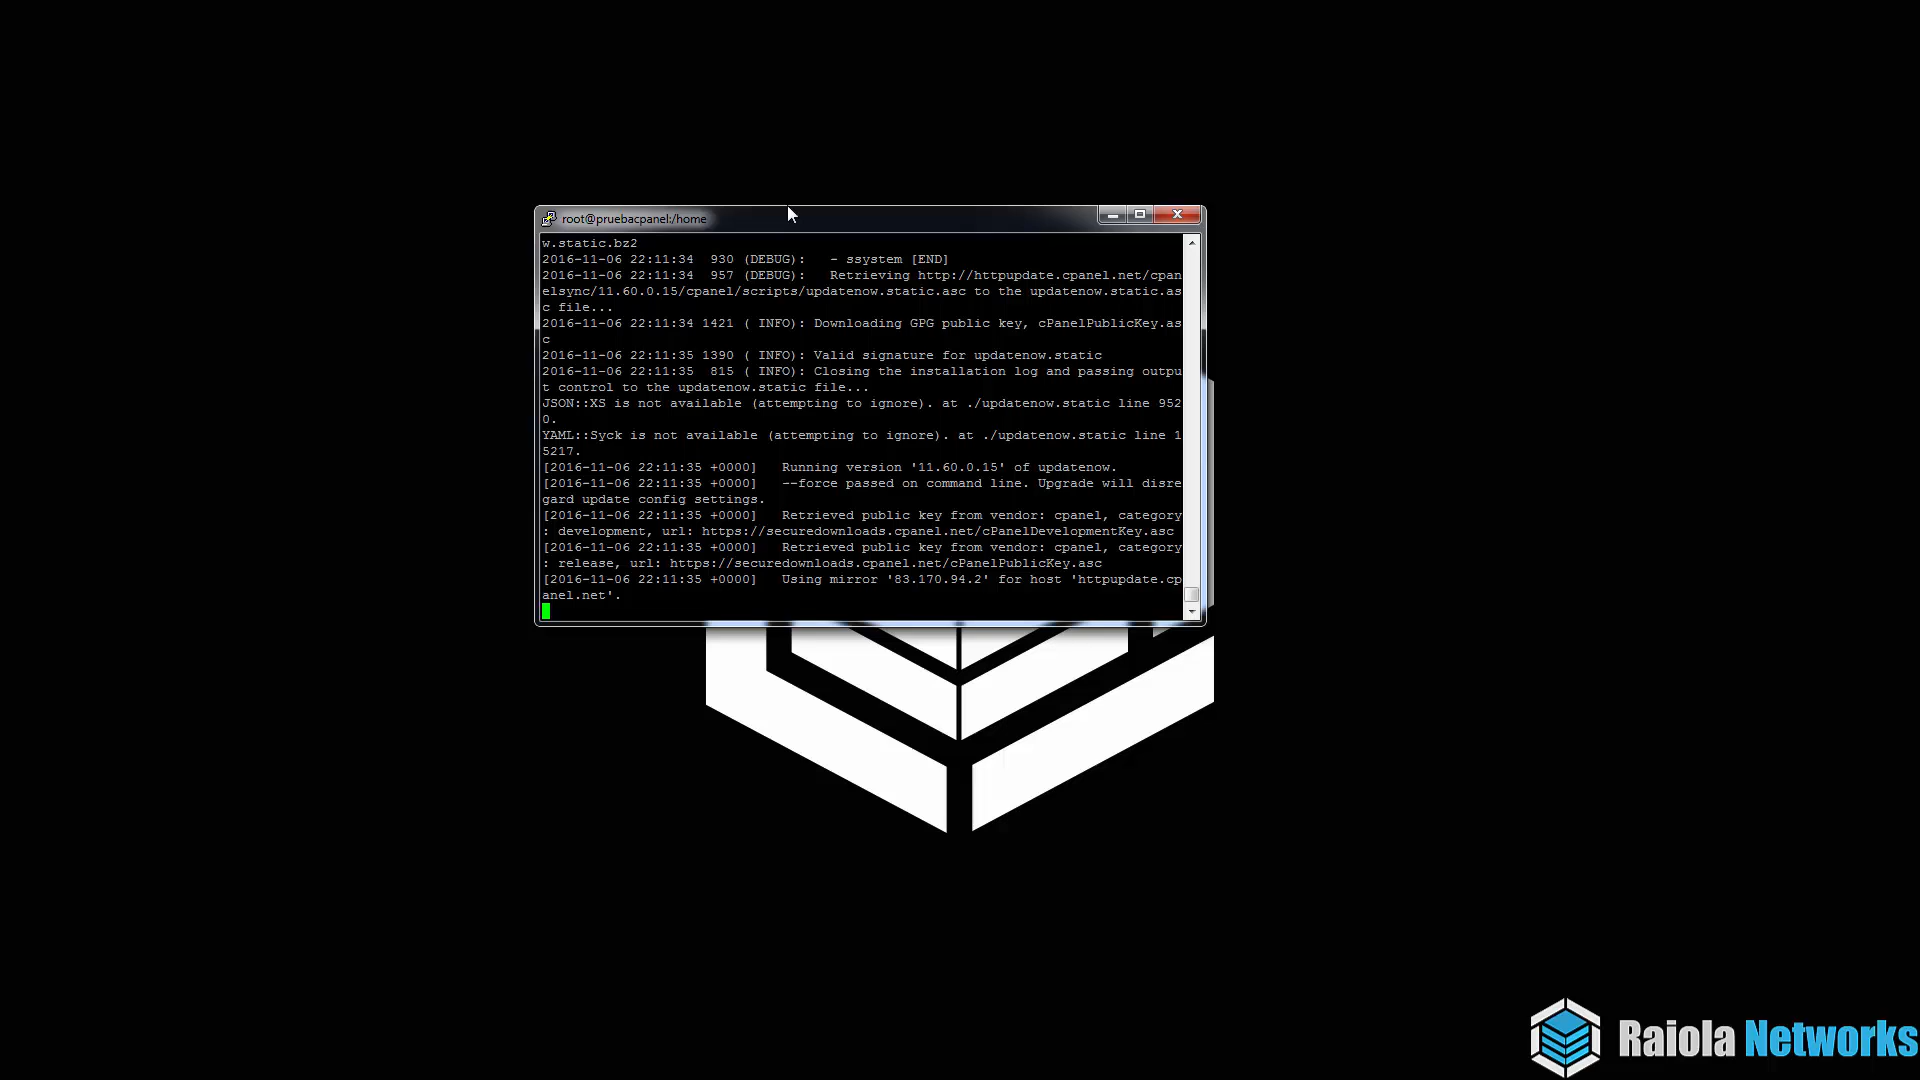 root@pruebacpanel:/home
w.static.bz2
2016-11-06 22:11:34  930 (DEBUG):   - ssystem [END]
2016-11-06 22:11:34  957 (DEBUG):   Retrieving http://httpupdate.cpanel.net/cpan
elsync/11.60.0.15/cpanel/scripts/updatenow.static.asc to the updatenow.static.as
c file...
2016-11-06 22:11:34 1421 ( INFO): Downloading GPG public key, cPanelPublicKey.as
c
2016-11-06 22:11:35 1390 ( INFO): Valid signature for updatenow.static
2016-11-06 22:11:35  815 ( INFO): Closing the installation log and passing outpu
t control to the updatenow.static file...
JSON::XS is not available (attempting to ignore). at ./updatenow.static line 952
0.
YAML::Syck is not available (attempting to ignore). at ./updatenow.static line 1
5217.
[2016-11-06 22:11:35 +0000]   Running version '11.60.0.15' of updatenow.
[2016-11-06 22:11:35 +0000]   --force passed on command line. Upgrade will disre
gard update config settings.
[2016-11-06 22:11:35 +0000]   Retrieved public key from vendor: cpanel, category
: development, url: https://securedownloads.cpanel.net/cPanelDevelopmentKey.asc
[2016-11-06 22:11:35 +0000]   Retrieved public key from vendor: cpanel, category
: release, url: https://securedownloads.cpanel.net/cPanelPublicKey.asc
[2016-11-06 22:11:35 +0000]   Using mirror '83.170.94.2' for host 'httpupdate.cp
anel.net'.
Raiola Networks